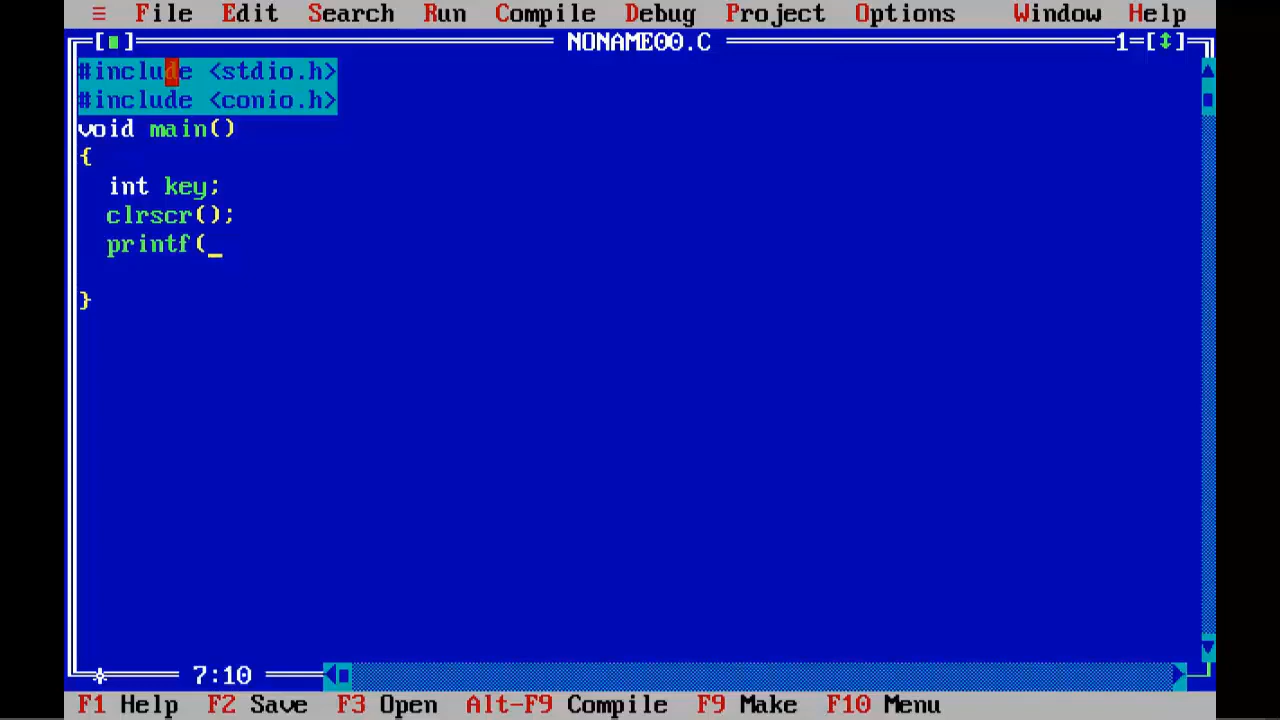 ≡ File Edit Search Run Compile Debug Project Options Window Help
[■] NONAME00.C 1=[↕]
#include <stdio.h>
#include <conio.h>
void main()
{
int key;
clrscr();
printf(_
}
* 7:10
F1 Help F2 Save F3 Open Alt-F9 Compile F9 Make F10 Menu